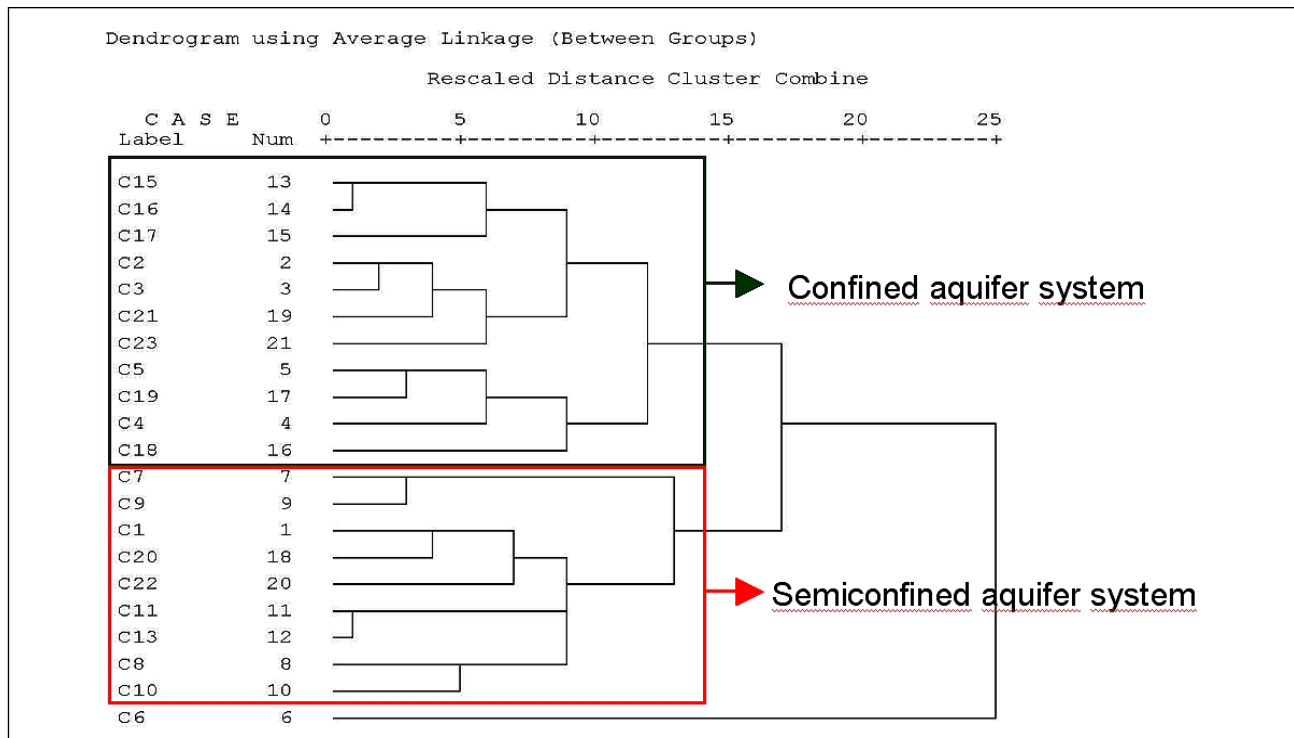 Dendrogram using Average Linkage (Between Groups)
Rescaled Distance Cluster Combine
C A S E 0 5 10 15 20 25
Label Num +---------+---------+---------+---------+---------+
C15 13
C16 14
C17 15
C2 2
C3 3
C21 19
C23 21
C5 5
C19 17
C4 4
C18 16
C7 7
C9 9
C1 1
C20 18
C22 20
C11 11
C13 12
C8 8
C10 10
C6 6
Confined aquifer system
Semiconfined aquifer system